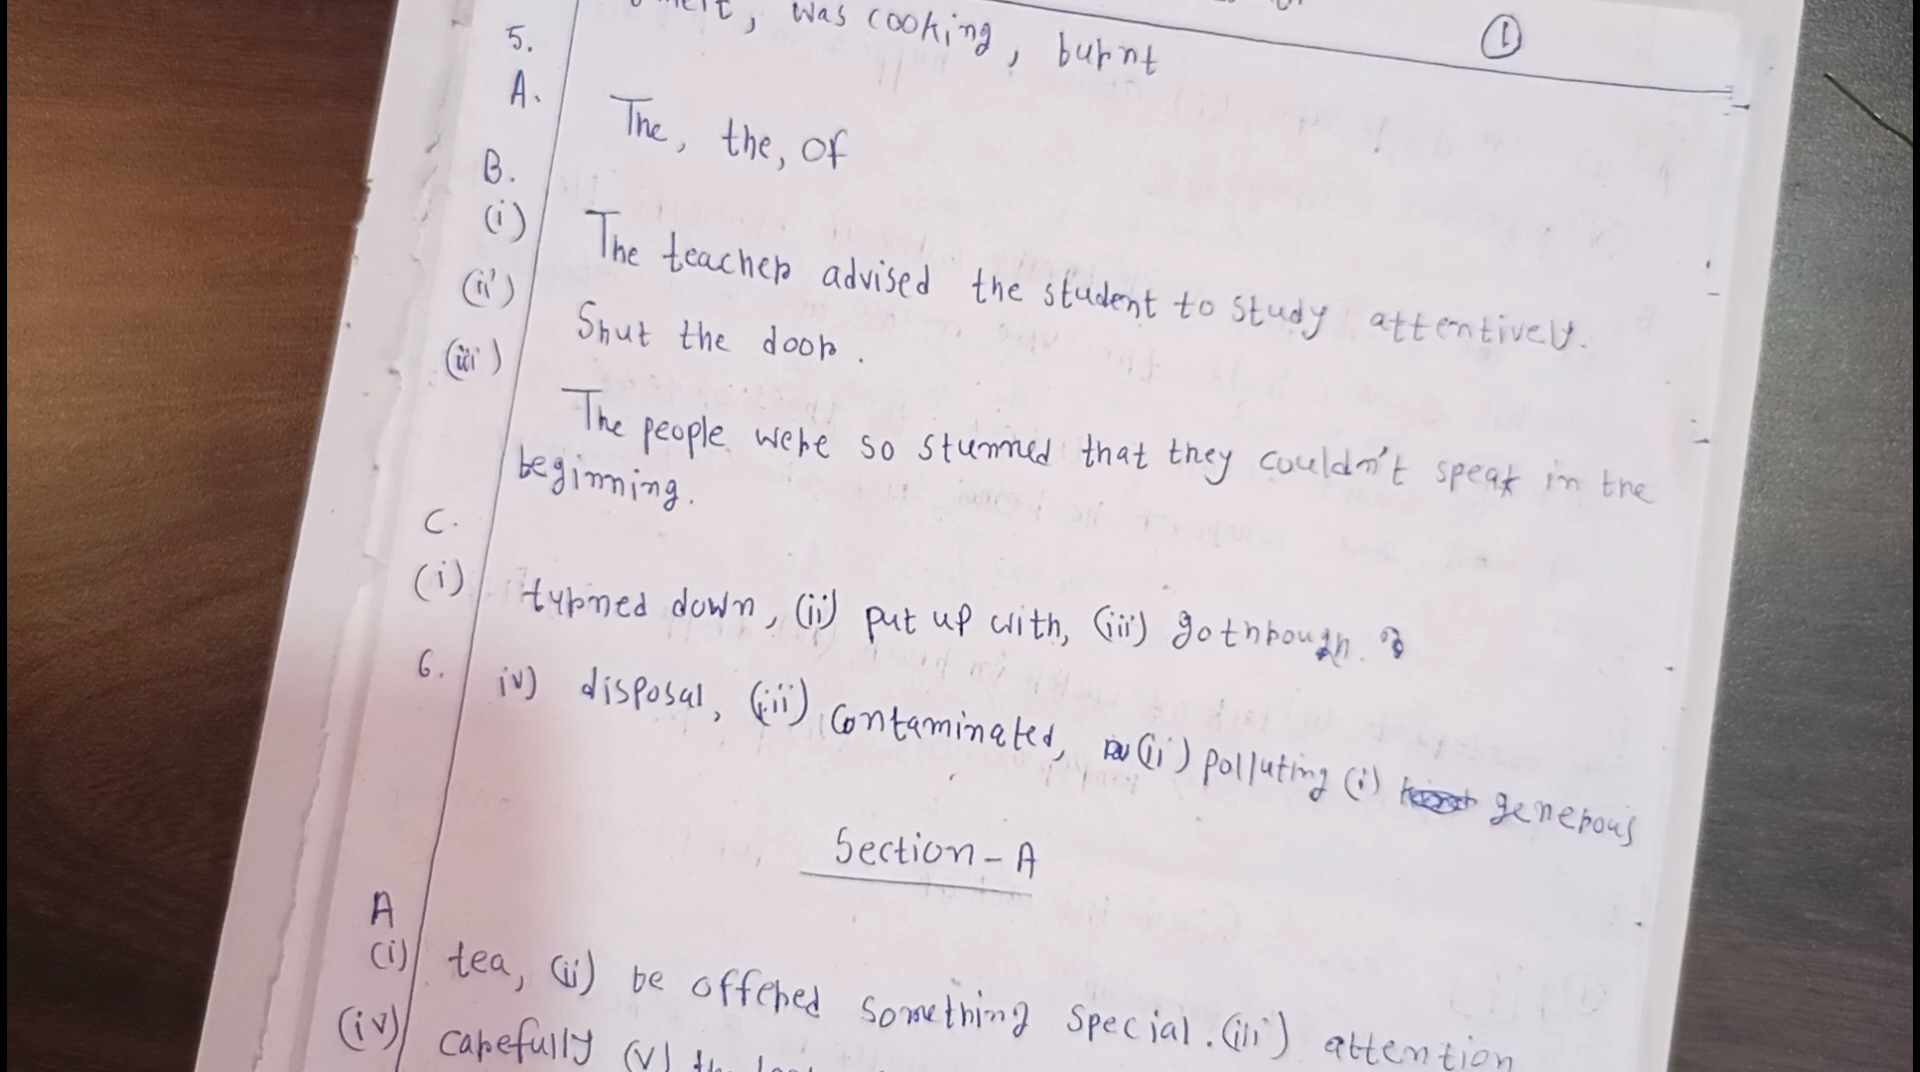 was cooking, burnt
①
5.
A. The, the, of
B.
(i) The teacher advised the student to study attentively.
(ii) Shut the door.
(iii) The people were so stunned that they couldn't speak in the
beginning.
C.
(i) turned down, (ii) put up with, (iii) go through.
6. iv) disposal, (iii) contaminated, (ii) polluting (i) generous
Section - A
A
(i) tea, (ii) be offered something special. (iii) attention
(iv) carefully (v)